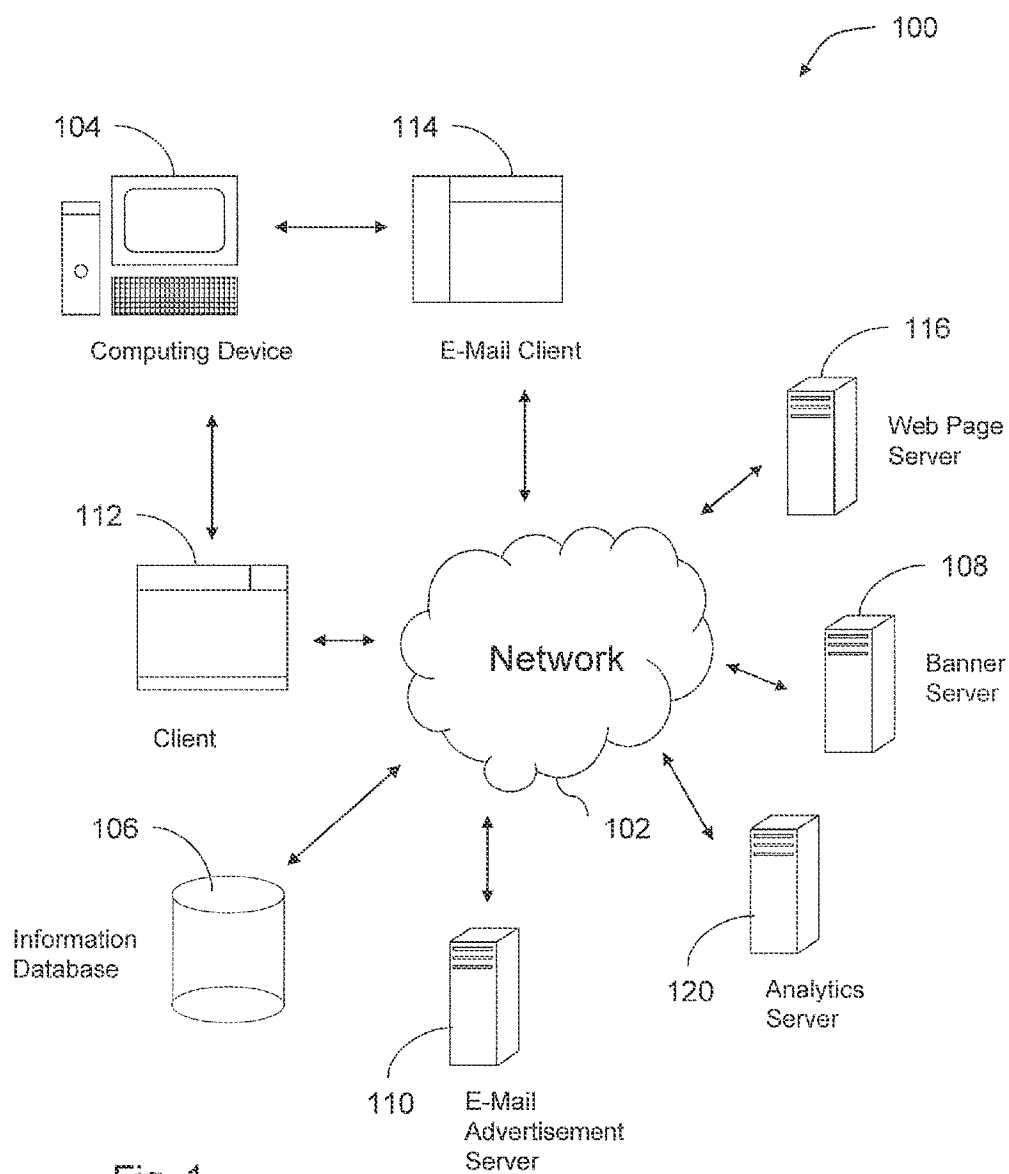 100
104
114
Computing Device
E-Mail Client
116
Web Page
Server
112
108
Network
Banner
Server
Client
106
102
Information
Database
120
Analytics
Server
110
E-Mail
Advertisement
Server